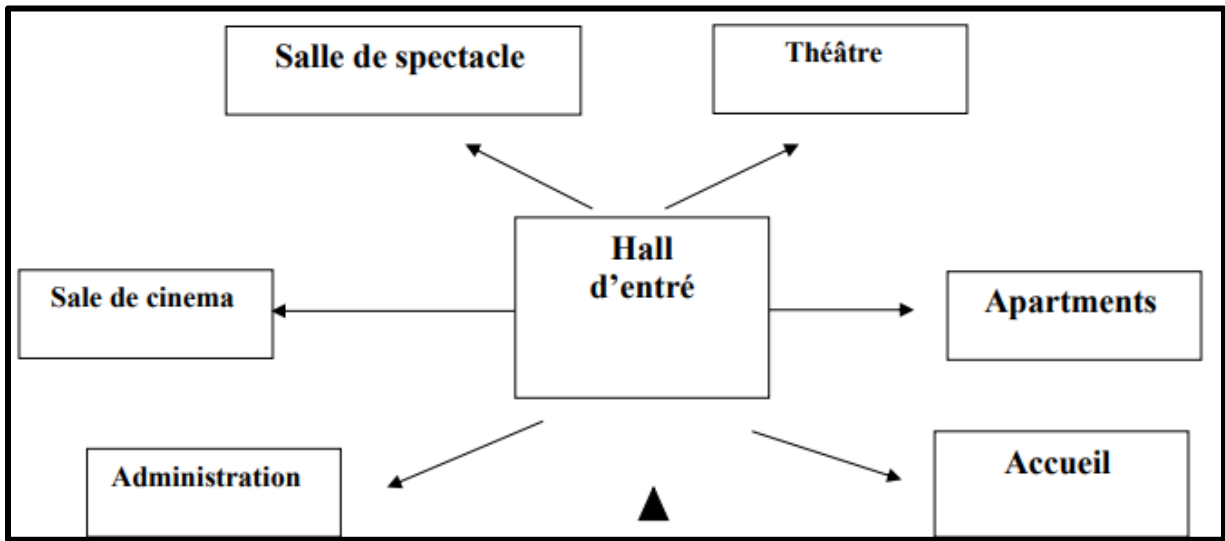 Salle de spectacle
Théâtre
Hall
d’entré
Sale de cinema
Apartments
Administration
Accueil